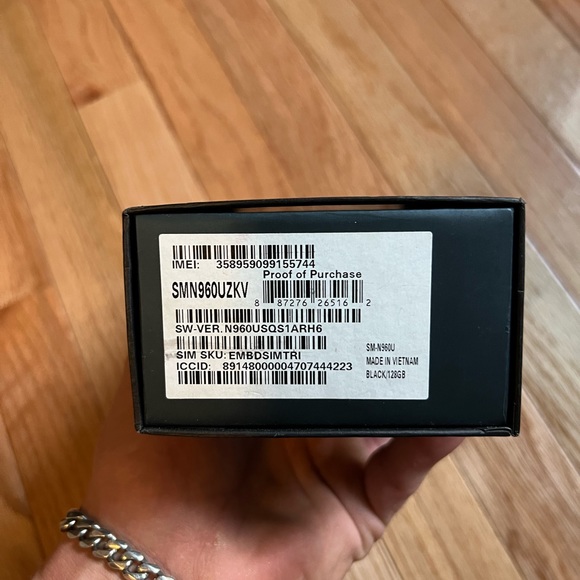 IMEI: 358959099155744
Proof of Purchase
SMN960UZKV
8 87276 26516 2
SW-VER. N960USQS1ARH6
SIM SKU: EMBDSIMTRI
ICCID: 89148000004707444223
SM-N960U
MADE IN VIETNAM
BLACK/128GB